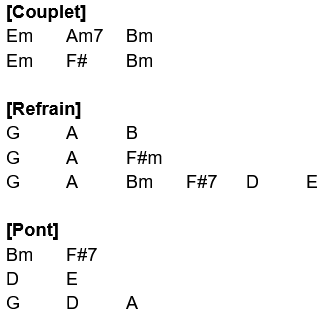 [Couplet]
Em Am7 Bm
Em F# Bm
[Refrain]
G A B
G A F#m
G A Bm F#7 D E
[Pont]
Bm F#7
D E
G D A